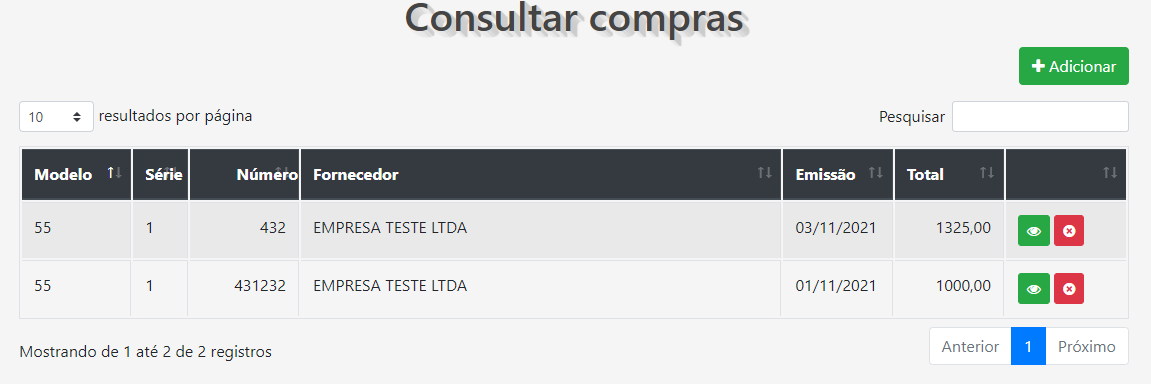 Consultar compras
Adicionar
10 resultados por página Pesquisar
Modelo Série Número Fornecedor Emissão Total
55 1 432 EMPRESA TESTE LTDA 03/11/2021 1325,00
55 1 431232 EMPRESA TESTE LTDA 01/11/2021 1000,00
Mostrando de 1 até 2 de 2 registros Anterior 1 Próximo